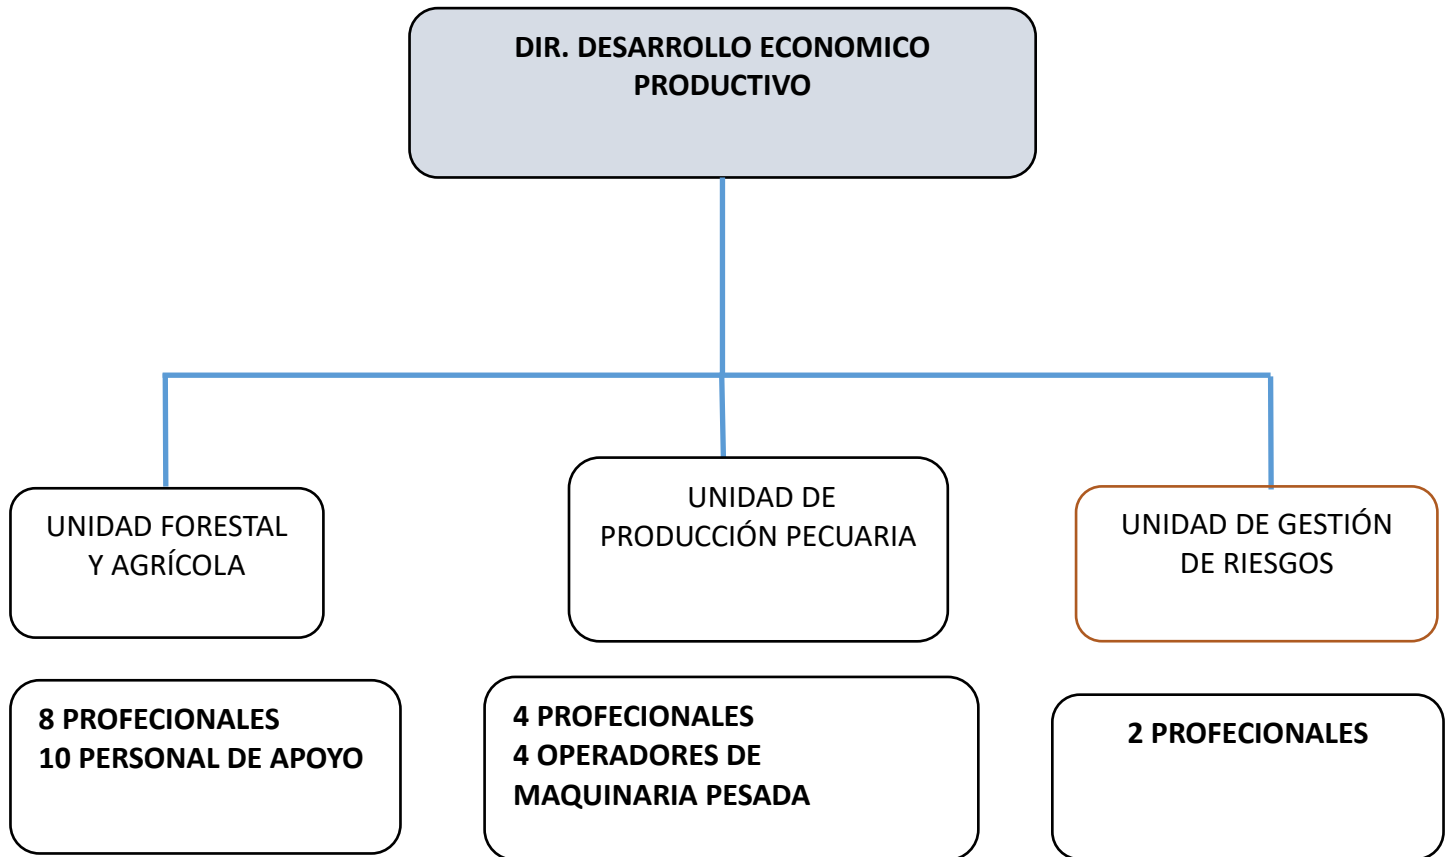 DIR. DESARROLLO ECONOMICO
PRODUCTIVO
UNIDAD FORESTAL
Y AGRÍCOLA
UNIDAD DE
PRODUCCIÓN PECUARIA
UNIDAD DE GESTIÓN
DE RIESGOS
8 PROFECIONALES
10 PERSONAL DE APOYO
4 PROFECIONALES
4 OPERADORES DE
MAQUINARIA PESADA
2 PROFECIONALES